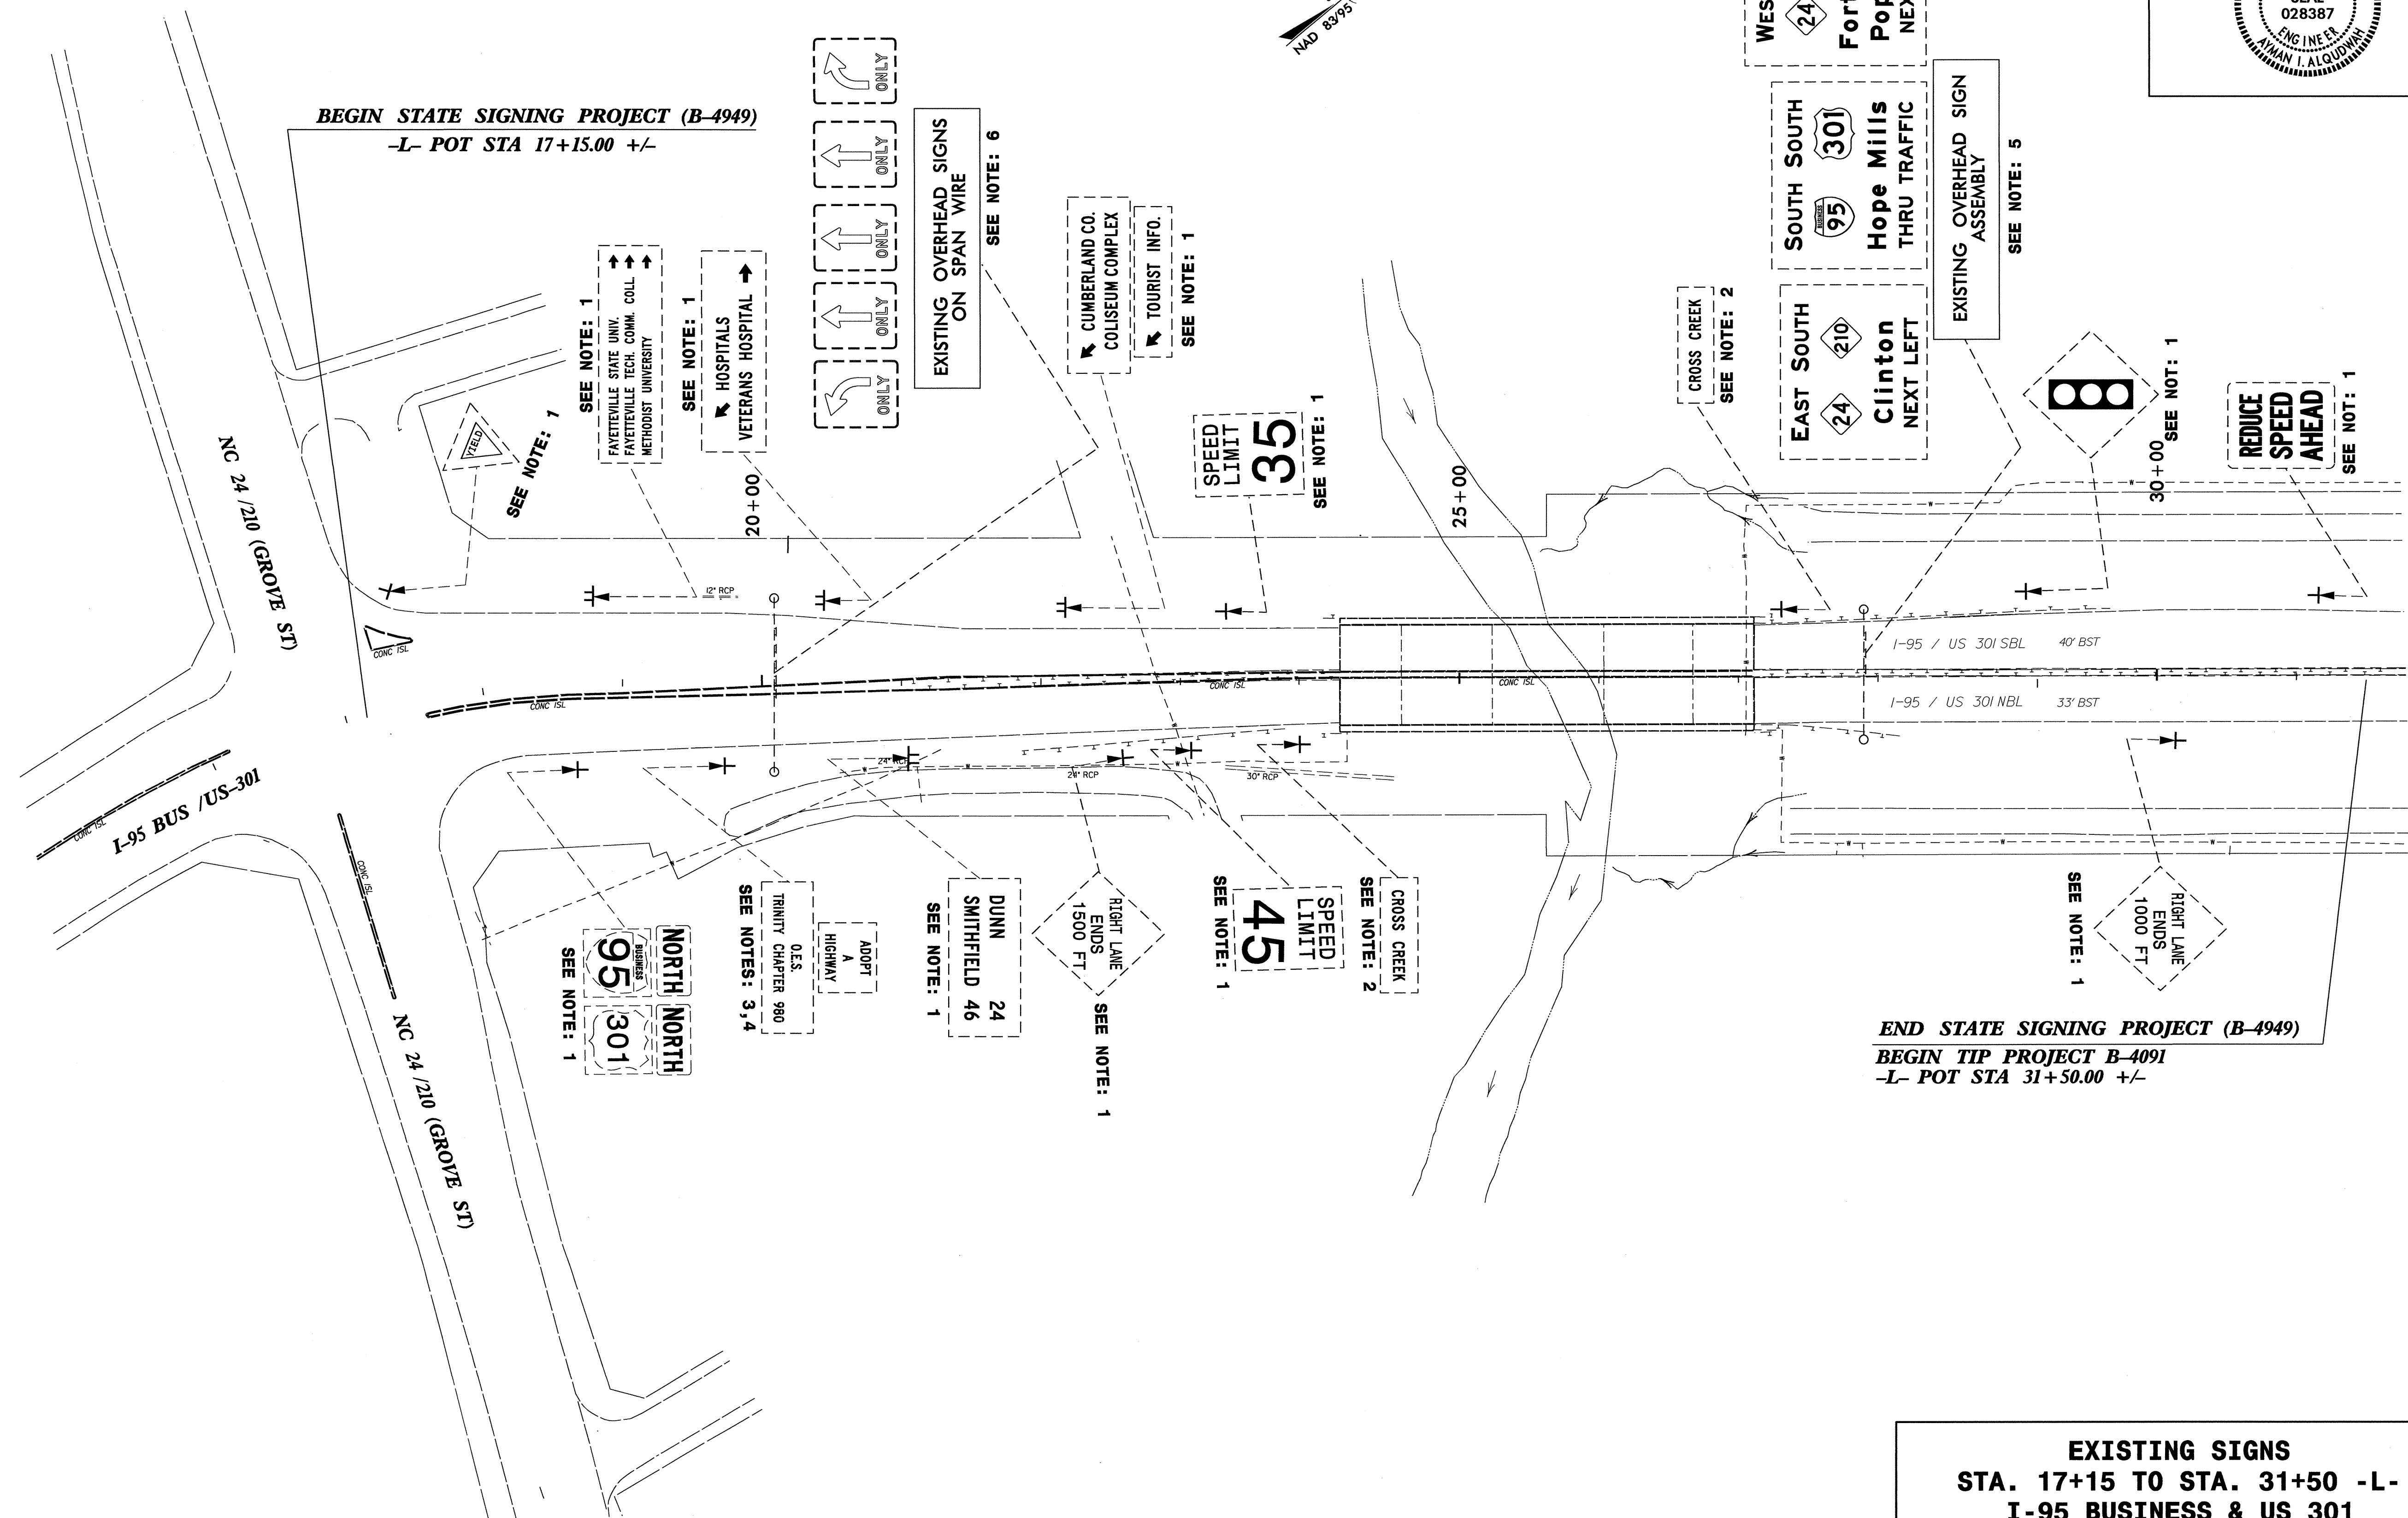 BEGIN STATE SIGNING PROJECT (B-4949)
-L- POT STA 17+15.00 +/-
NAD 83/95
028387
ENGINEER
AYMAN I. ALQUDWAH
ONLY
ONLY
ONLY
ONLY
ONLY
EXISTING OVERHEAD SIGNS
ON SPAN WIRE
SEE NOTE: 6
YIELD
SEE NOTE: 1
SEE NOTE: 1
FAYETTEVILLE STATE UNIV.
FAYETTEVILLE TECH. COMM. COLL.
METHODIST UNIVERSITY
SEE NOTE: 1
HOSPITALS
VETERANS HOSPITAL
CUMBERLAND CO.
COLISEUM COMPLEX
TOURIST INFO.
SEE NOTE: 1
SPEED
LIMIT
35
SEE NOTE: 1
CROSS CREEK
SEE NOTE: 2
24
SOUTH SOUTH
BUSINESS
95 301
Hope Mills
THRU TRAFFIC
EAST SOUTH
24 210
Clinton
NEXT LEFT
EXISTING OVERHEAD SIGN
ASSEMBLY
SEE NOTE: 5
SEE NOT: 1
REDUCE
SPEED
AHEAD
SEE NOT: 1
20+00
25+00
30+00
NC 24 /210 (GROVE ST)
12" RCP
CONC ISL
CONC ISL
CONC ISL
CONC ISL
I-95 / US 301 SBL 40' BST
I-95 / US 301 NBL 33' BST
24" RCP
24" RCP
30" RCP
CONC ISL
I-95 BUS /US-301
CONC ISL
NC 24 /210 (GROVE ST)
NORTH
BUSINESS
95
NORTH
301
SEE NOTE: 1
ADOPT
A
HIGHWAY
O.E.S.
TRINITY CHAPTER 980
SEE NOTES: 3,4
DUNN 24
SMITHFIELD 46
SEE NOTE: 1
RIGHT LANE
ENDS
1500 FT
SEE NOTE: 1
SPEED
LIMIT
45
SEE NOTE: 1
CROSS CREEK
SEE NOTE: 2
RIGHT LANE
ENDS
1000 FT
SEE NOTE: 1
END STATE SIGNING PROJECT (B-4949)
BEGIN TIP PROJECT B-4091
-L- POT STA 31+50.00 +/-
EXISTING SIGNS
STA. 17+15 TO STA. 31+50 -L-
I-95 BUSINESS & US 301